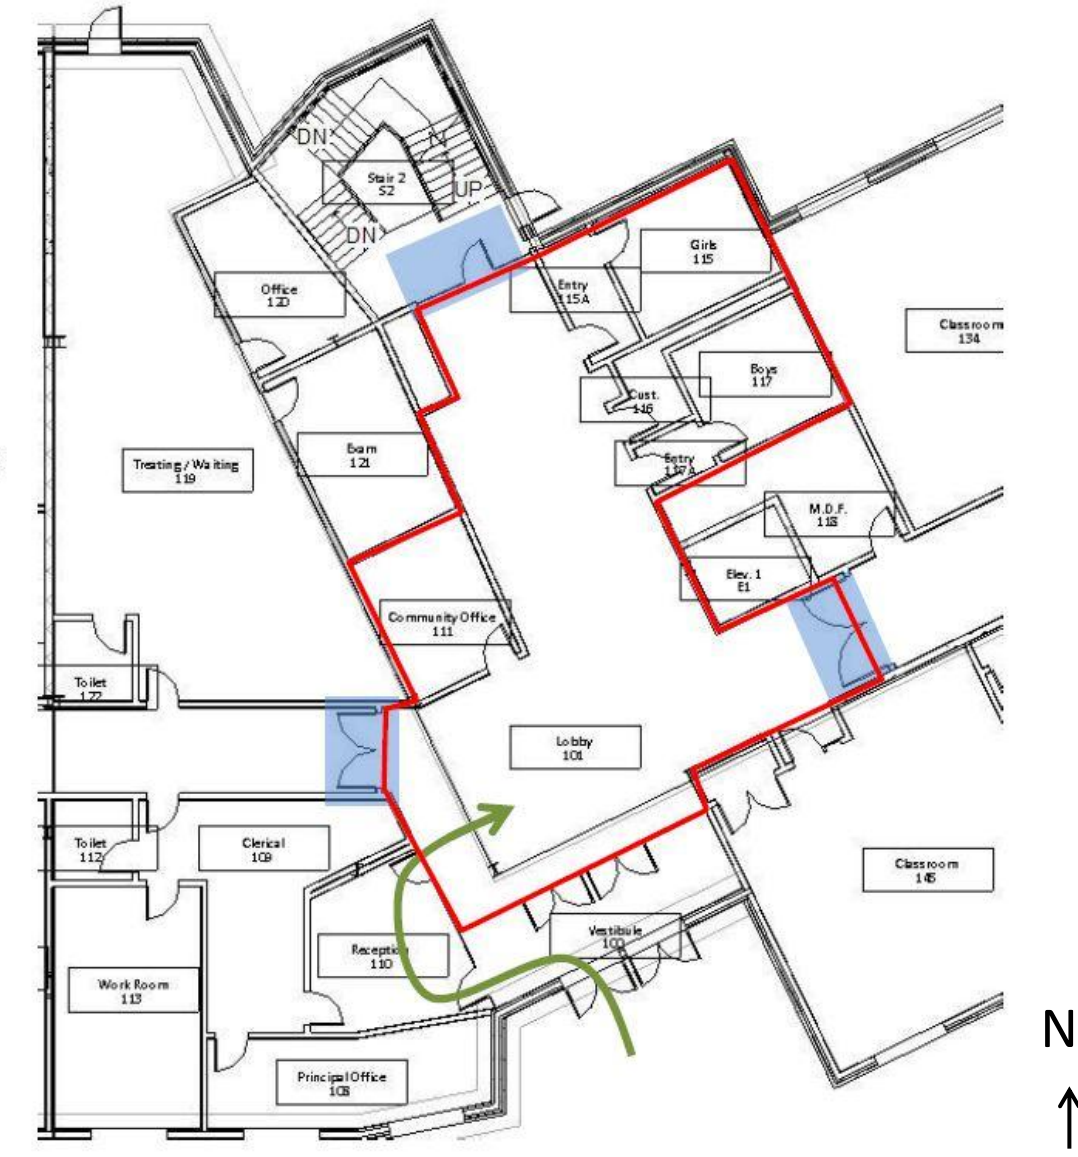 DN
N
Stair 2
S2
UP
DN
Girls
115
Office
120
Entry
115A
Classroom
134
Boys
117
Cust.
116
Exam
121
Entry
117A
Treating / Waiting
119
M.D.F.
118
Elev. 1
E1
Community Office
111
Toilet
122
Lobby
101
Toilet
112
Clerical
109
Classroom
Vestibule
100
Reception
110
Work Room
113
N
Principal Office
108